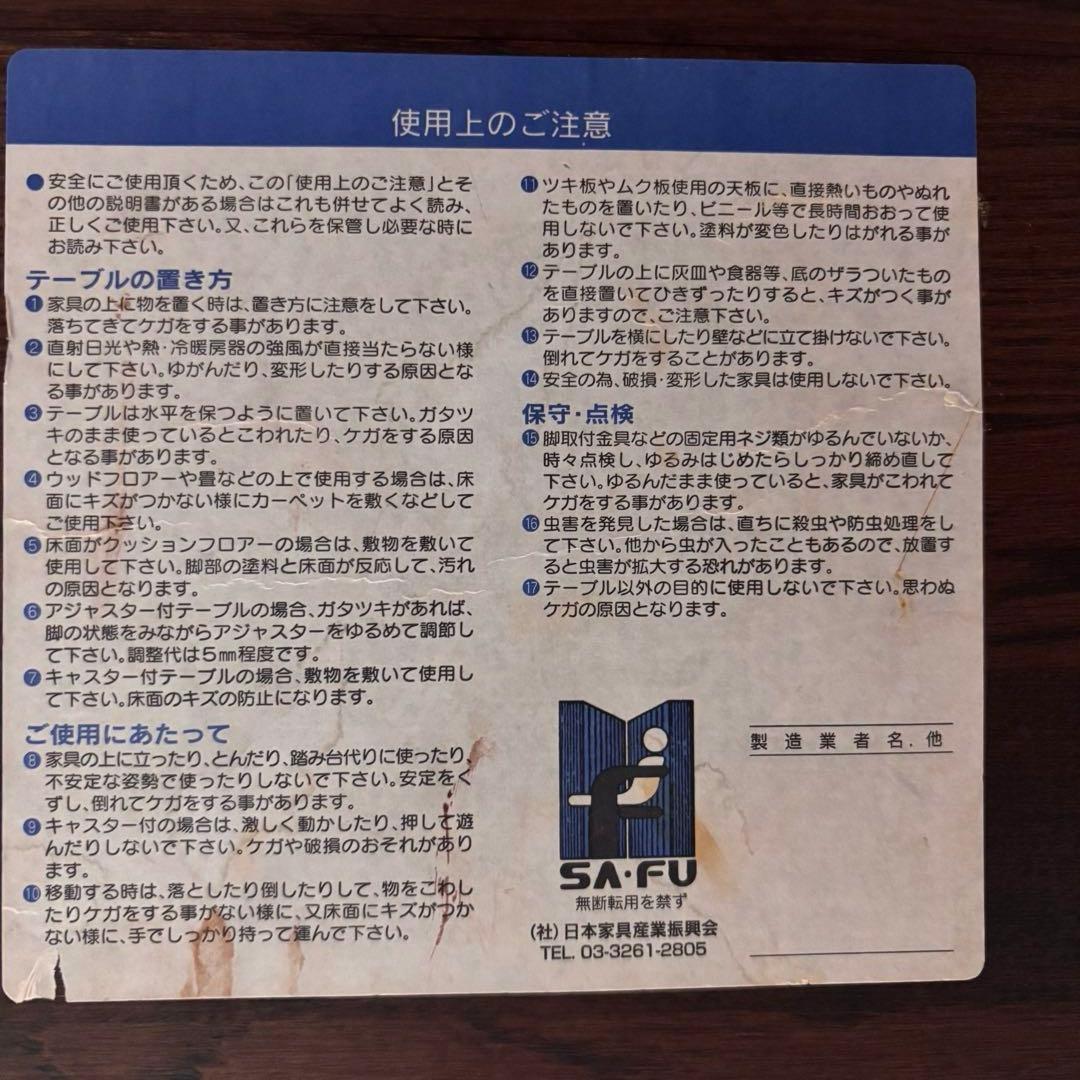 使用上のご注意
●安全にご使用頂くため、この「使用上のご注意」とそ
の他の説明書がある場合はこれも併せてよく読み、
正しくご使用下さい。又、これらを保管し必要な時に
お読み下さい。
テーブルの置き方
❶家具の上に物を置く時は、置き方に注意をして下さい。
落ちてきてケガをする事があります。
❷直射日光や熱・冷暖房器の強風が直接当たらない様
にして下さい。ゆがんだり、変形したりする原因とな
る事があります。
❸テーブルは水平を保つように置いて下さい。ガタツ
キのまま使っているとこわれたり、ケガをする原因
となる事があります。
❹ウッドフロアーや畳などの上で使用する場合は、床
面にキズがつかない様にカーペットを敷くなどして
ご使用下さい。
❺床面がクッションフロアーの場合は、敷物を敷いて
使用して下さい。脚部の塗料と床面が反応して、汚れ
の原因となります。
❻アジャスター付テーブルの場合、ガタツキがあれば、
脚の状態をみながらアジャスターをゆるめて調節し
て下さい。調整代は5㎜程度です。
❼キャスター付テーブルの場合、敷物を敷いて使用し
て下さい。床面のキズの防止になります。
ご使用にあたって
❽家具の上に立ったり、とんだり、踏み台代りに使ったり、
不安定な姿勢で使ったりしないで下さい。安定をく
ずし、倒れてケガをする事があります。
❾キャスター付の場合は、激しく動かしたり、押して遊
んだりしないで下さい。ケガや破損のおそれがあり
ます。
❿移動する時は、落としたり倒したりして、物をこわし
たりケガをする事がない様に、又床面にキズがつか
ない様に、手でしっかり持って運んで下さい。
⓫ツキ板やムク板使用の天板に、直接熱いものやぬれ
たものを置いたり、ビニール等で長時間おおって使
用しないで下さい。塗料が変色したりはがれる事が
あります。
⓬テーブルの上に灰皿や食器等、底のザラついたもの
を直接置いてひきずったりすると、キズがつく事が
ありますので、ご注意下さい。
⓭テーブルを横にしたり壁などに立て掛けないで下さい。
倒れてケガをすることがあります。
⓮安全の為、破損・変形した家具は使用しないで下さい。
保守・点検
⓯脚取付金具などの固定用ネジ類がゆるんでいないか、
時々点検し、ゆるみはじめたらしっかり締め直して
下さい。ゆるんだまま使っていると、家具がこわれて
ケガをする事があります。
⓰虫害を発見した場合は、直ちに殺虫や防虫処理をし
て下さい。他から虫が入ったこともあるので、放置す
ると虫害が拡大する恐れがあります。
⓱テーブル以外の目的に使用しないで下さい。思わぬ
ケガの原因となります。
SA・FU
無断転用を禁ず
(社)日本家具産業振興会
TEL. 03-3261-2805
製造業者名.他